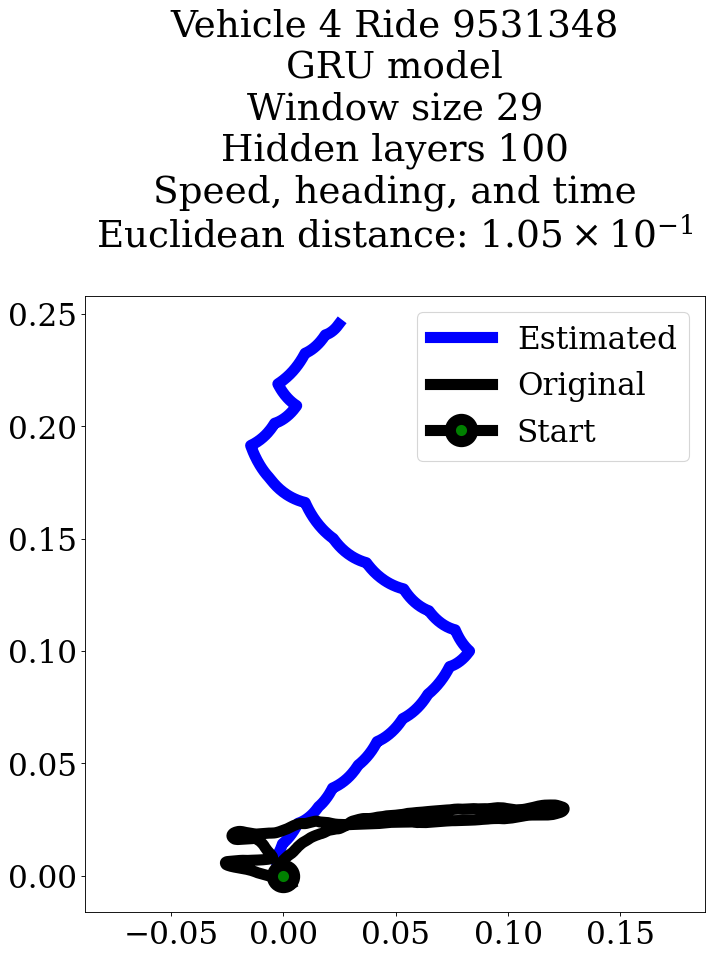 Vehicle 4 Ride 9531348
GRU model
Window size 29
Hidden layers 100
Speed, heading, and time
Euclidean distance: 1.05 × 10⁻¹
Estimated
Original
Start
0.25
0.20
0.15
0.10
0.05
0.00
−0.05 0.00 0.05 0.10 0.15